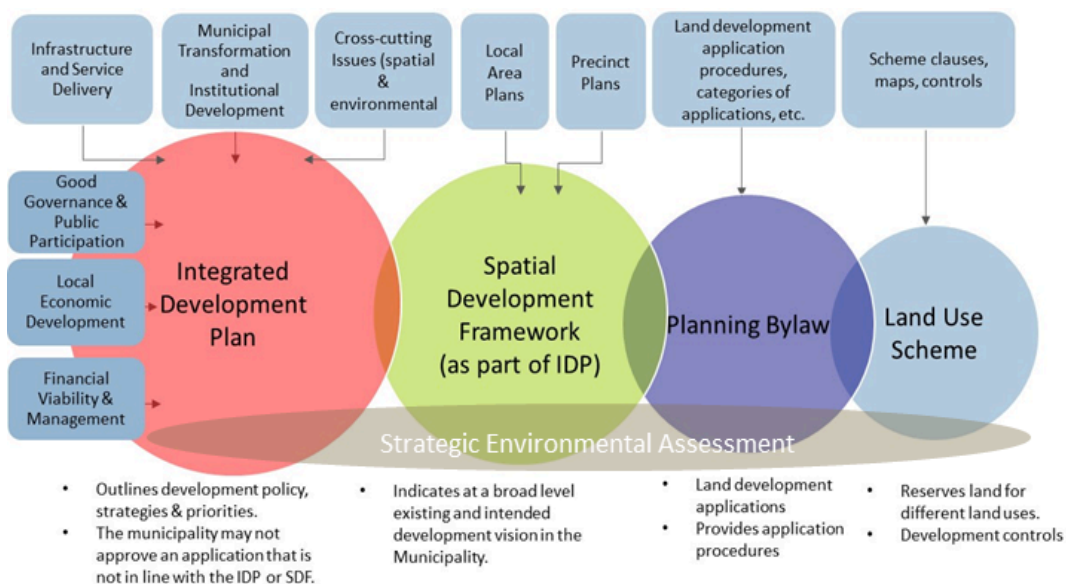 Infrastructure
and Service
Delivery
Municipal
Transformation
and
Institutional
Development
Cross-cutting
Issues (spatial
&
environmental
Local
Area
Plans
Precinct
Plans
Land development
application
procedures,
categories of
applications, etc.
Scheme clauses,
maps, controls
Good
Governance &
Public
Participation
Local
Economic
Development
Financial
Viability &
Management
Integrated
Development
Plan
Spatial
Development
Framework
(as part of IDP)
Planning Bylaw
Land Use
Scheme
Strategic Environmental Assessment
• Outlines development policy,
strategies & priorities.
• The municipality may not
approve an application that is
not in line with the IDP or SDF.
• Indicates at a broad level
existing and intended
development vision in the
Municipality.
• Land development
applications
• Provides application
procedures
• Reserves land for
different land uses.
• Development controls